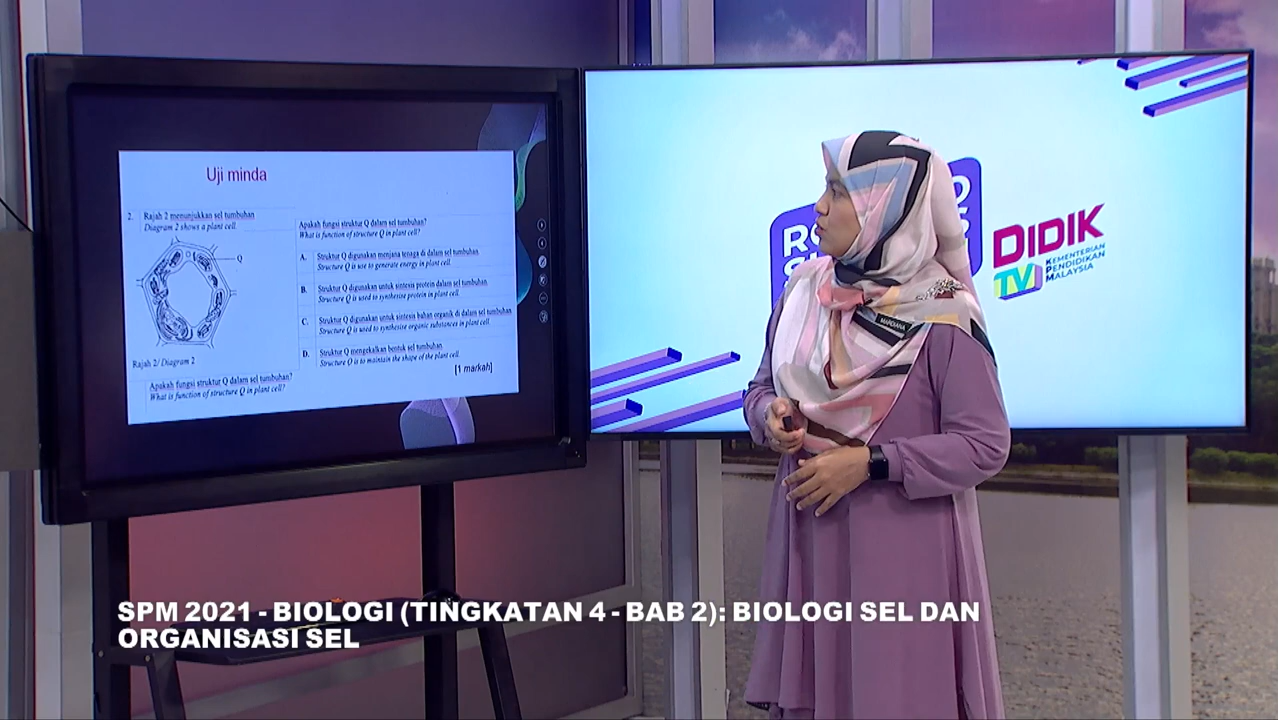 Uji minda
2. Rajah 2 menunjukkan sel tumbuhan
Diagram 2 shows a plant cell.
Q
Rajah 2/ Diagram 2
Apakah fungsi struktur Q dalam sel tumbuhan?
What is function of structure Q in plant cell?
Apakah fungsi struktur Q dalam sel tumbuhan?
What is function of structure Q in plant cell?
A. Struktur Q digunakan menjana tenaga di dalam sel tumbuhan.
Structure Q is use to generate energy in plant cell.
B. Struktur Q digunakan untuk sintesis protein dalam sel tumbuhan.
Structure Q is used to synthesise protein in plant cell.
C. Struktur Q digunakan untuk sintesis bahan organik di dalam sel tumbuhan
Structure Q is used to synthesise organic substances in plant cell
D. Struktur Q mengekalkan bentuk sel tumbuhan.
Structure Q is to maintain the shape of the plant cell.
[1 markah]
DIDIK
TV
KEMENTERIAN
PENDIDIKAN
MALAYSIA
MARDIANA
SPM 2021 - BIOLOGI (TINGKATAN 4 - BAB 2): BIOLOGI SEL DAN
ORGANISASI SEL